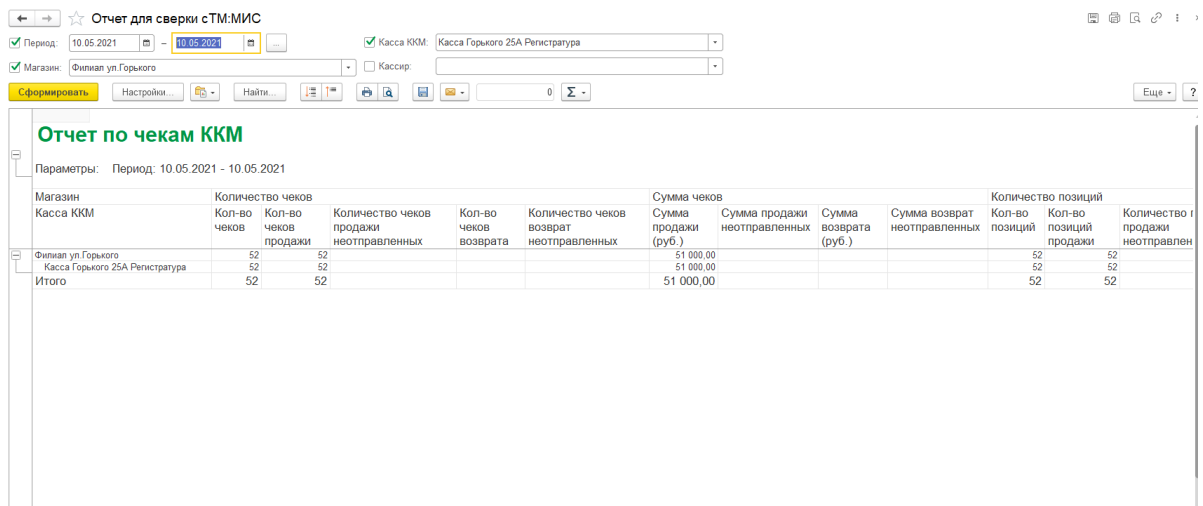 Отчет для сверки сТМ:МИС
Период: 10.05.2021 – 10.05.2021 ... Касса ККМ: Касса Горького 25А Регистратура
Магазин: Филиал ул.Горького Кассир:
Сформировать Настройки... Найти... 0 Σ Еще ?
Отчет по чекам ККМ
Параметры: Период: 10.05.2021 - 10.05.2021
Магазин Количество чеков Сумма чеков Количество позиций
Касса ККМ Кол-во Кол-во Количество чеков Кол-во Количество чеков Сумма Сумма продажи Сумма Сумма возврат Кол-во Кол-во Количество
чеков чеков продажи чеков возврат продажи неотправленных возврата неотправленных позиций позиций продажи
продажи неотправленных возврата неотправленных (руб.) (руб.) продажи неотправлен
Филиал ул.Горького 52 52 51 000,00 52 52
Касса Горького 25А Регистратура 52 52 51 000,00 52 52
Итого 52 52 51 000,00 52 52